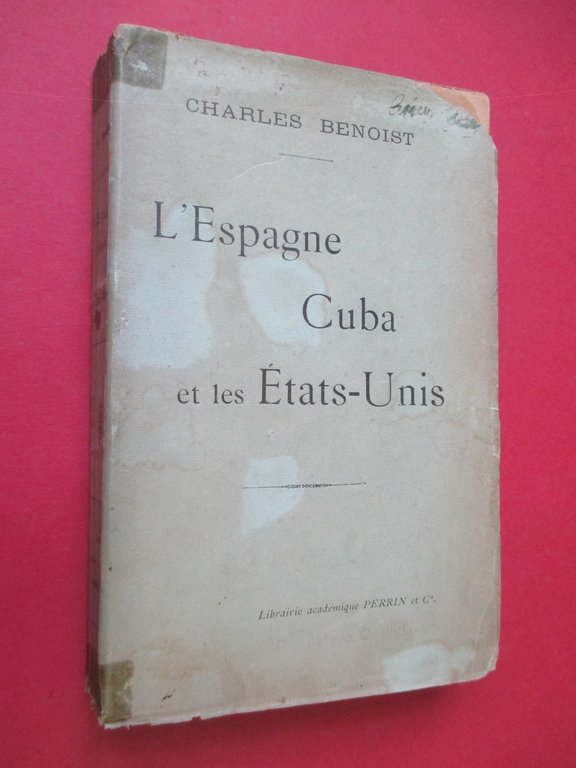 CHARLES BENOIST
L'Espagne
Cuba
et les États-Unis
Librairie académique PERRIN et Cie.